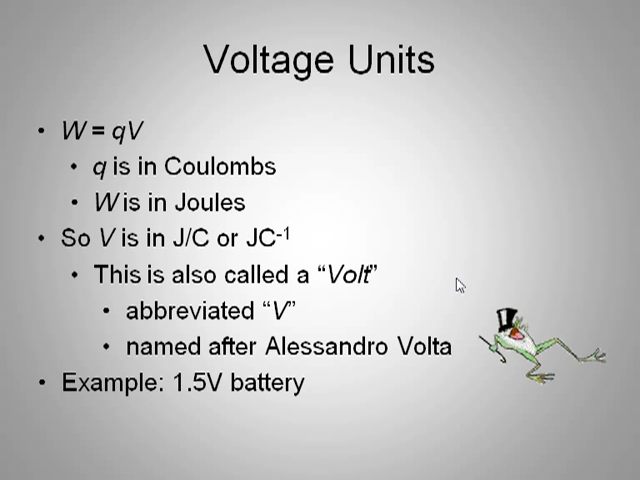 Voltage Units
• W = qV
• q is in Coulombs
• W is in Joules
• So V is in J/C or JC⁻¹
• This is also called a “Volt”
• abbreviated “V”
• named after Alessandro Volta
• Example: 1.5V battery